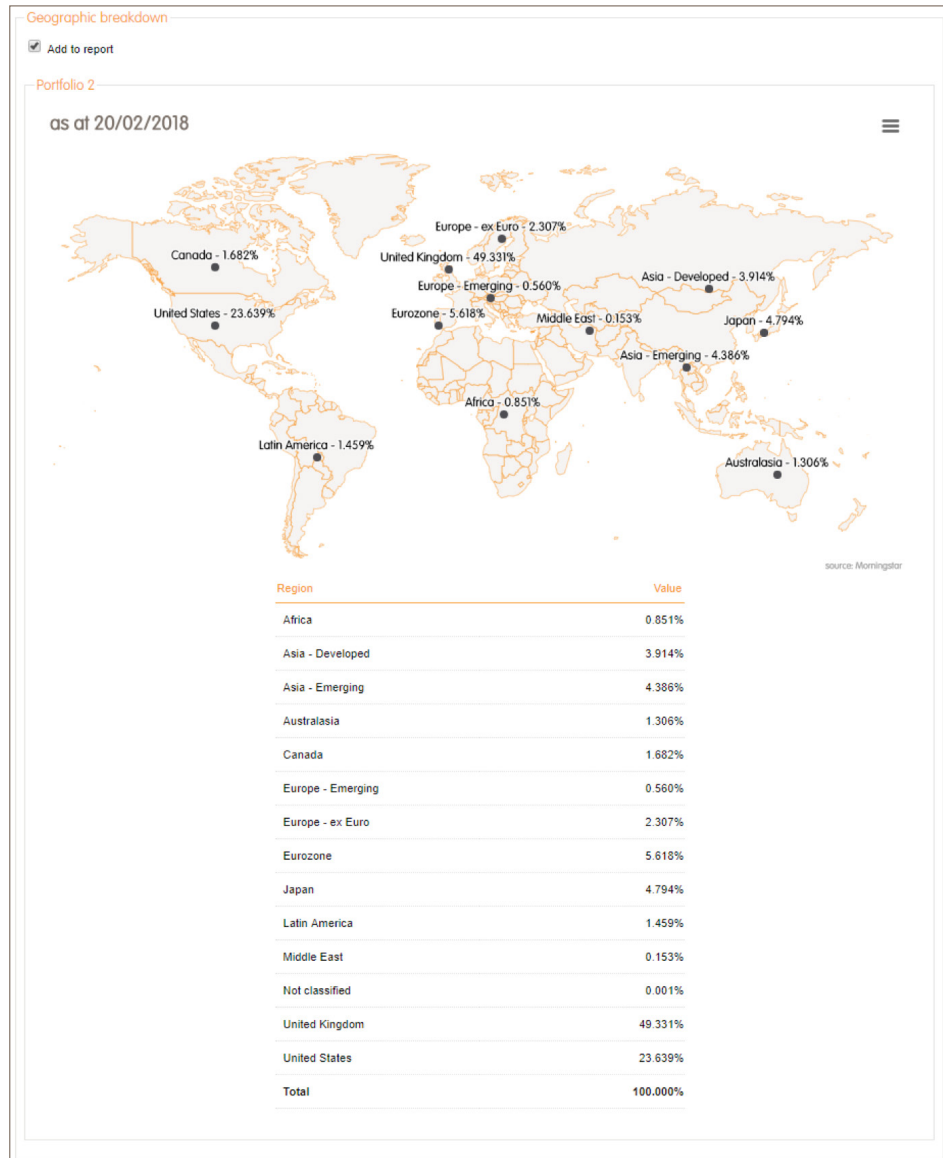 Geographic breakdown
Add to report
Portfolio 2
as at 20/02/2018
Europe - ex Euro - 2.307%
Canada - 1.682%
United Kingdom - 49.331%
Asia - Developed - 3.914%
Europe - Emerging - 0.560%
United States - 23.639%
Eurozone - 5.618%
Middle East - 0.153%
Japan - 4.794%
Asia - Emerging - 4.386%
Africa - 0.851%
Latin America - 1.459%
Australasia - 1.306%
source: Morningstar
Region Value
Africa 0.851%
Asia - Developed 3.914%
Asia - Emerging 4.386%
Australasia 1.306%
Canada 1.682%
Europe - Emerging 0.560%
Europe - ex Euro 2.307%
Eurozone 5.618%
Japan 4.794%
Latin America 1.459%
Middle East 0.153%
Not classified 0.001%
United Kingdom 49.331%
United States 23.639%
Total 100.000%